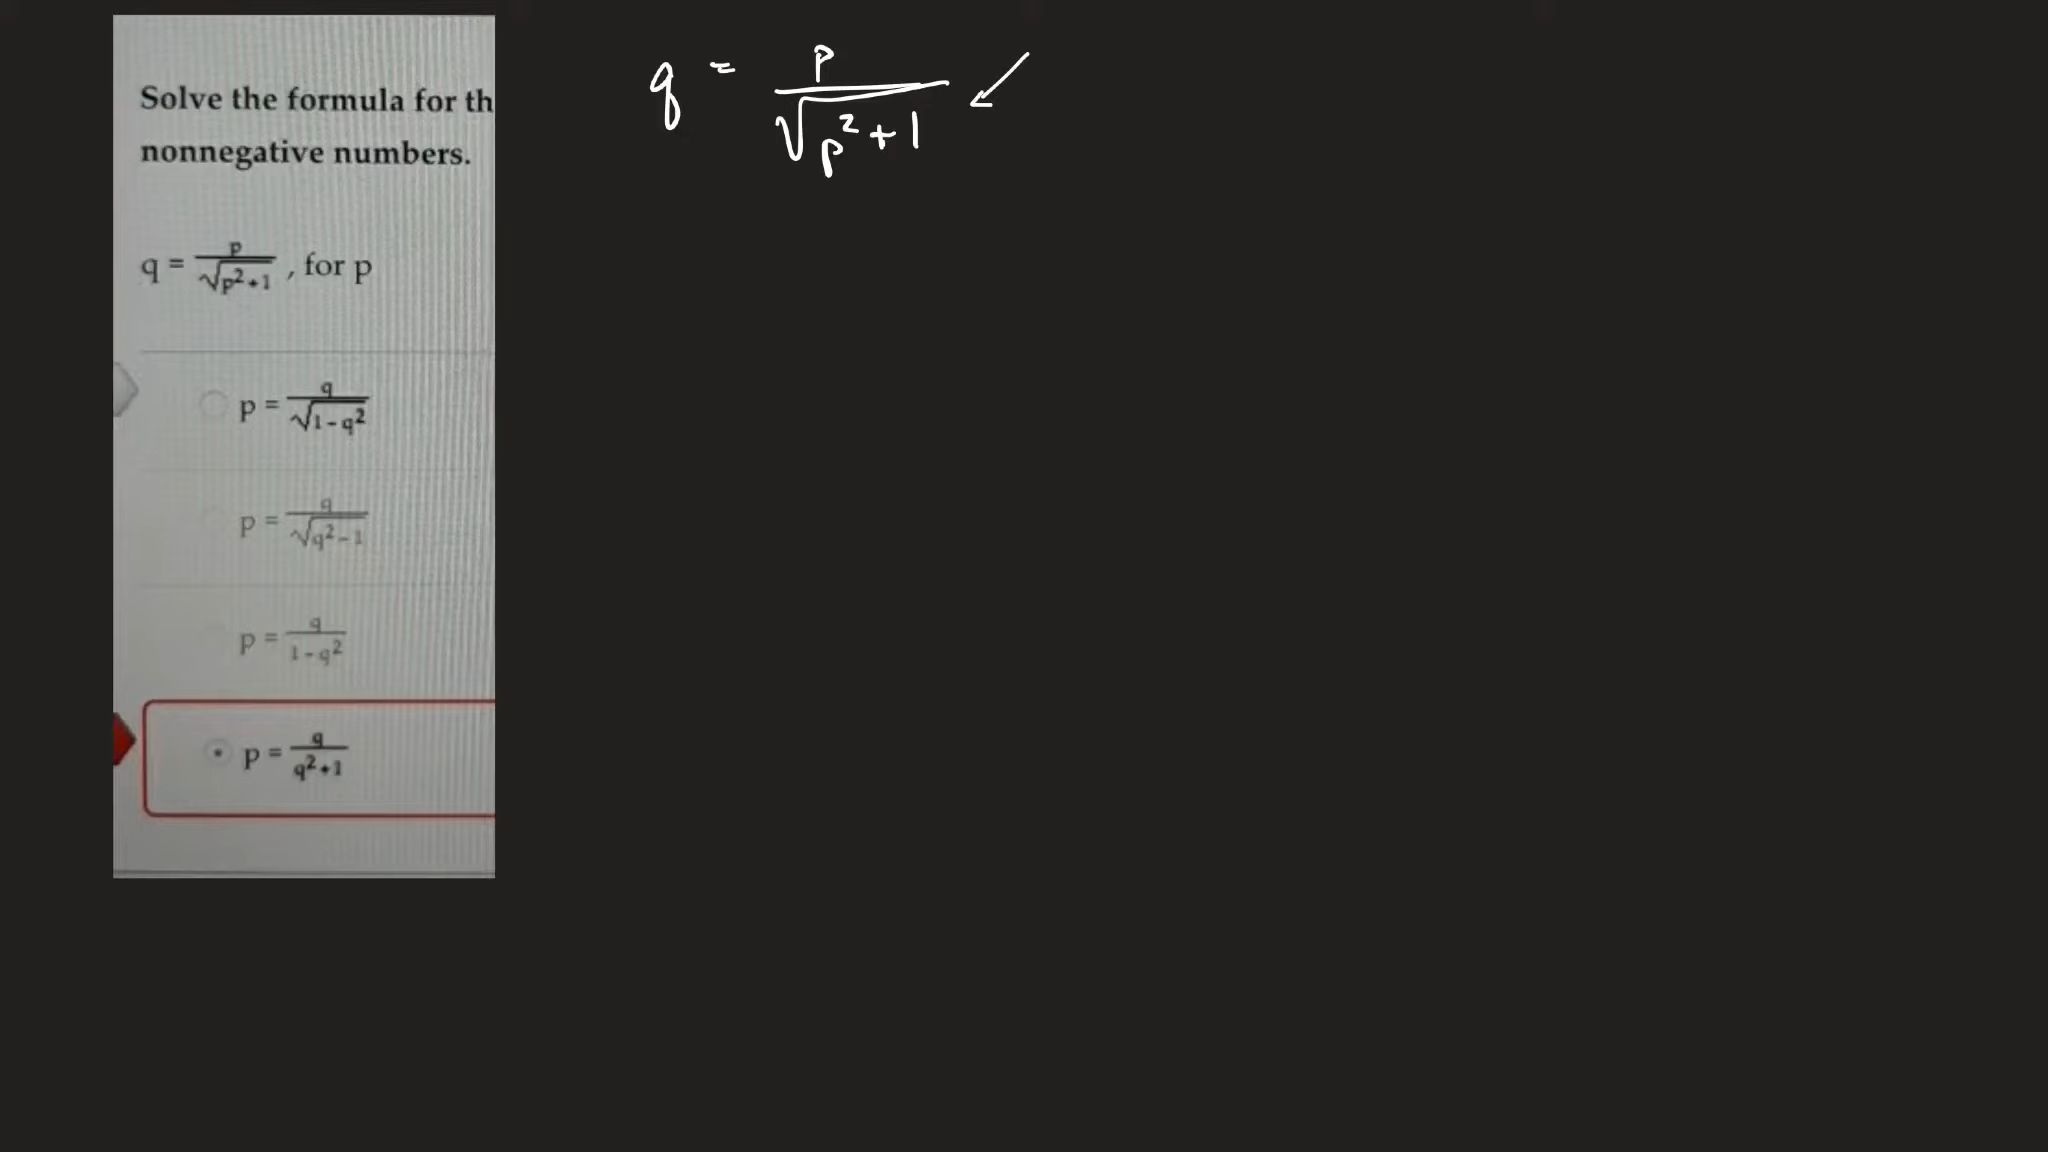 Solve the formula for th
nonnegative numbers.
q = p/√(p²+1) , for p
p = q/√(1-q²)
p = q/√(q²-1)
p = q/(1-q²)
p = q/(q²+1)
q = p/√(p²+1)